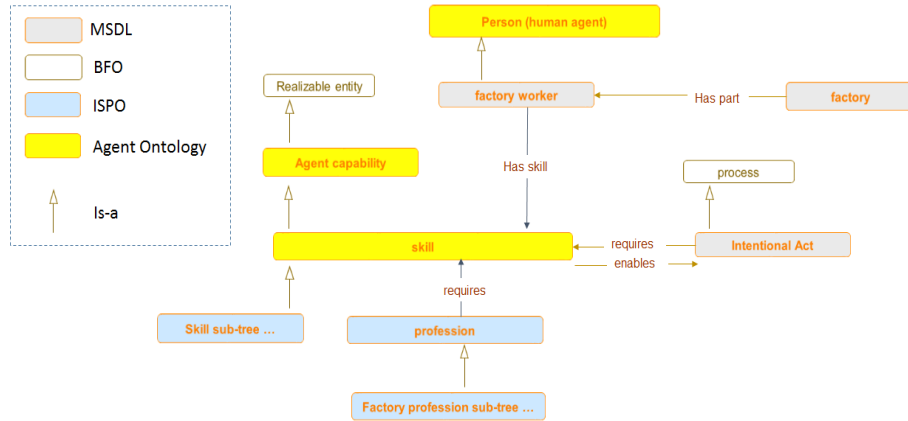 MSDL
BFO
ISPO
Agent Ontology
Is-a
Person (human agent)
Realizable entity
factory worker
Has part
factory
Agent capability
Has skill
process
skill
requires
enables
Intentional Act
requires
Skill sub-tree ...
profession
Factory profession sub-tree ...